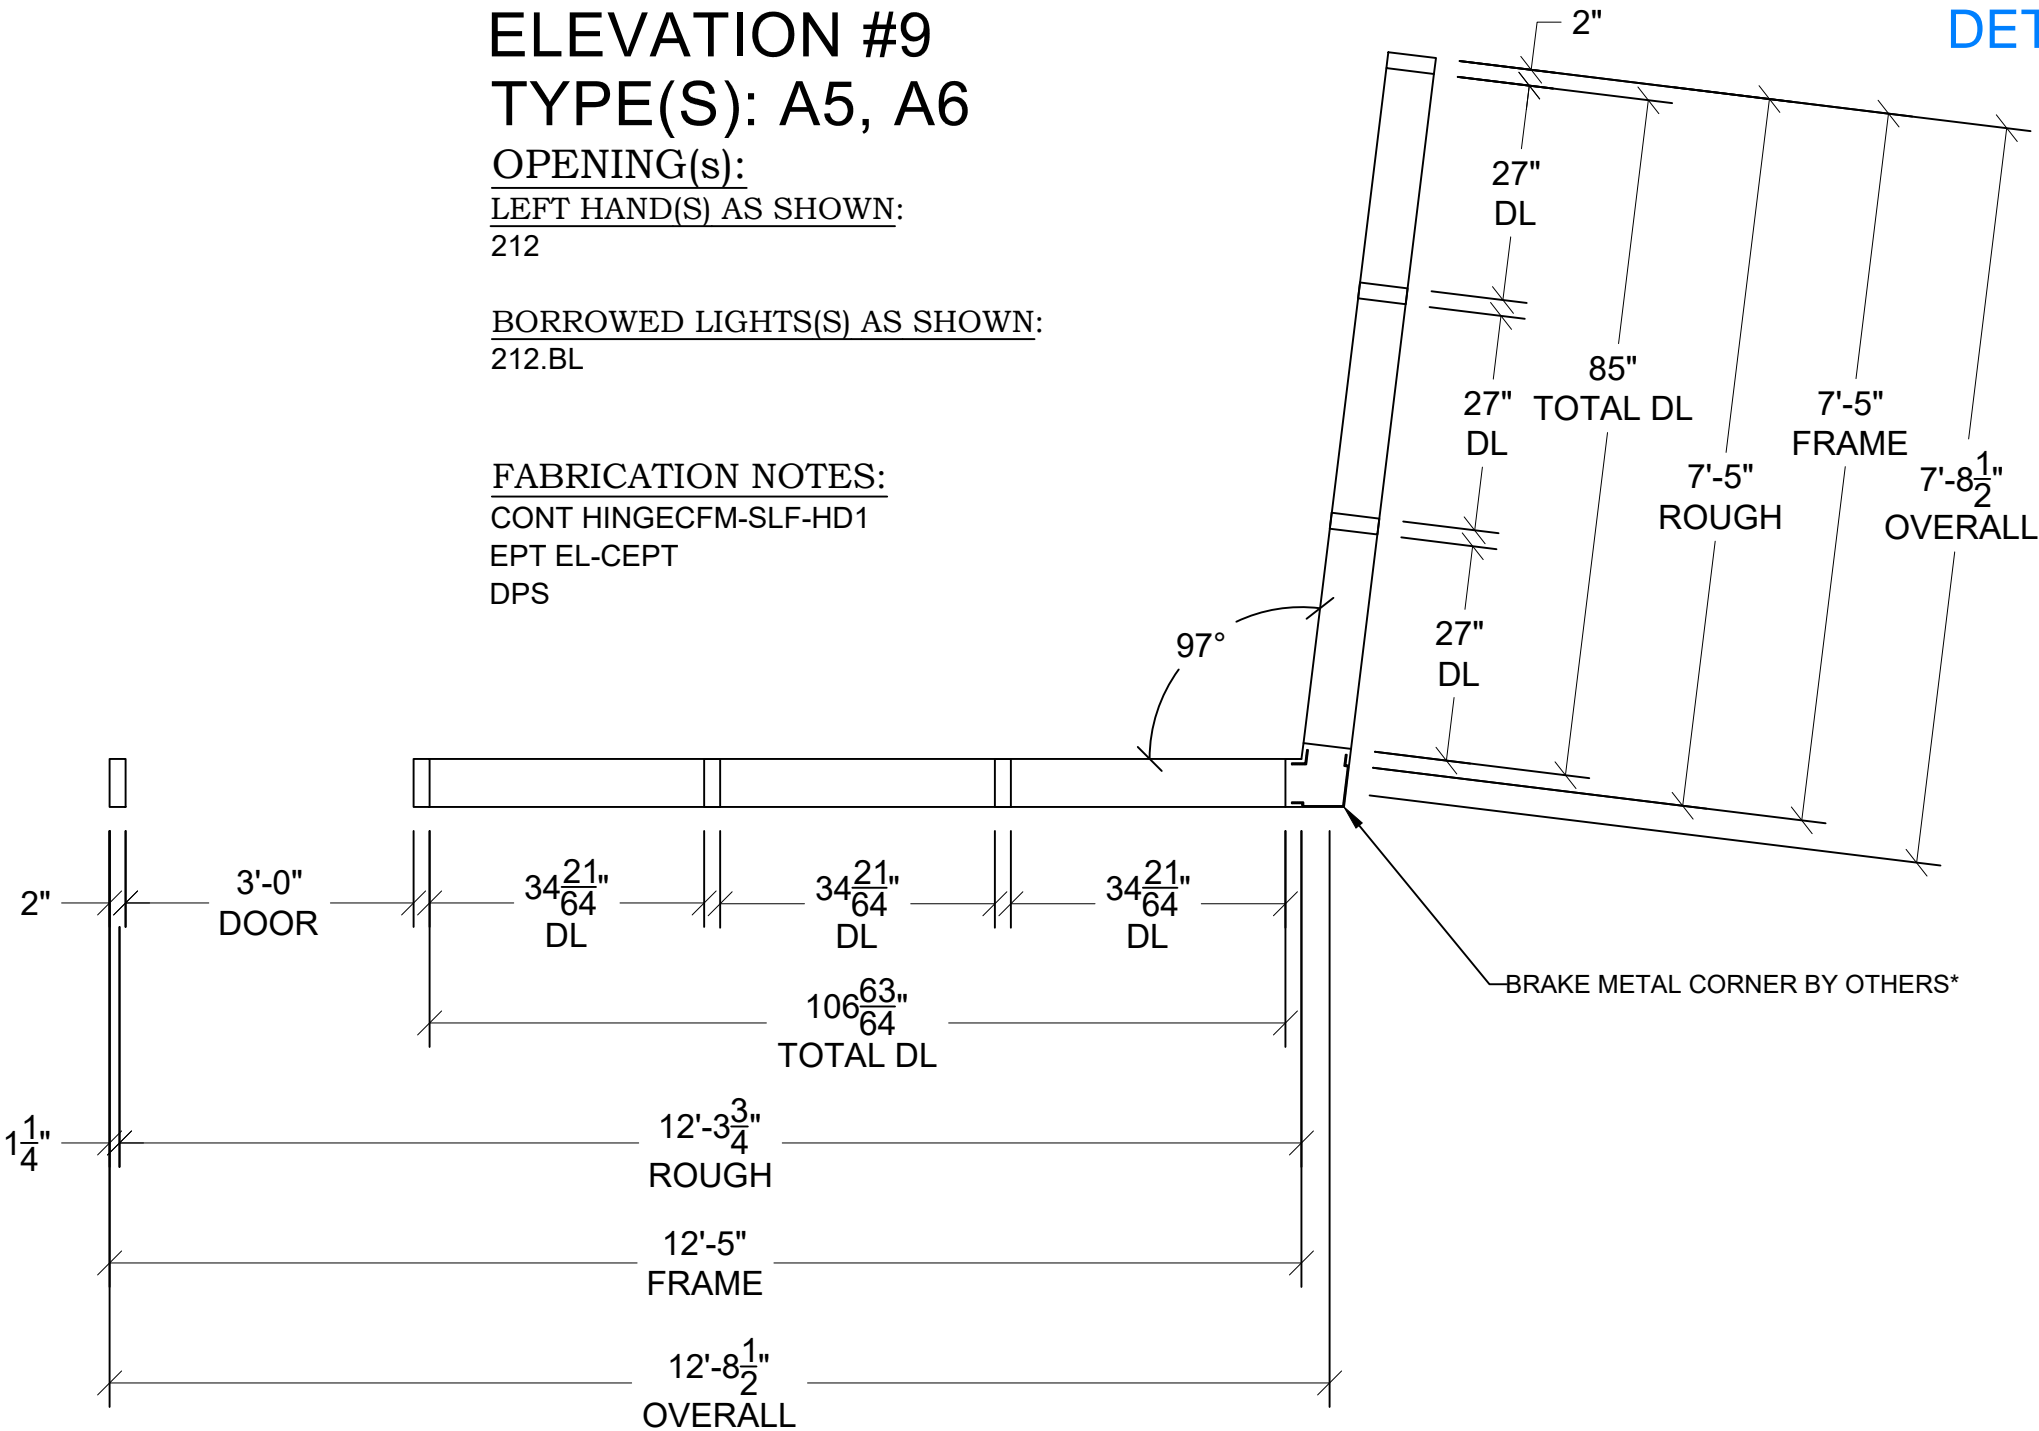 ELEVATION #9
TYPE(S): A5, A6
OPENING(s):
LEFT HAND(S) AS SHOWN:
212
BORROWED LIGHTS(S) AS SHOWN:
212.BL
FABRICATION NOTES:
CONT HINGECFM-SLF-HD1
EPT EL-CEPT
DPS
DET
2"
27"
DL
27"
DL
27"
DL
85"
TOTAL DL
7'-5"
ROUGH
7'-5"
FRAME
7'-8 1/2"
OVERALL
97°
2"
3'-0"
DOOR
34 21/64"
DL
34 21/64"
DL
34 21/64"
DL
106 63/64"
TOTAL DL
BRAKE METAL CORNER BY OTHERS*
1 1/4"
12'-3 3/4"
ROUGH
12'-5"
FRAME
12'-8 1/2"
OVERALL